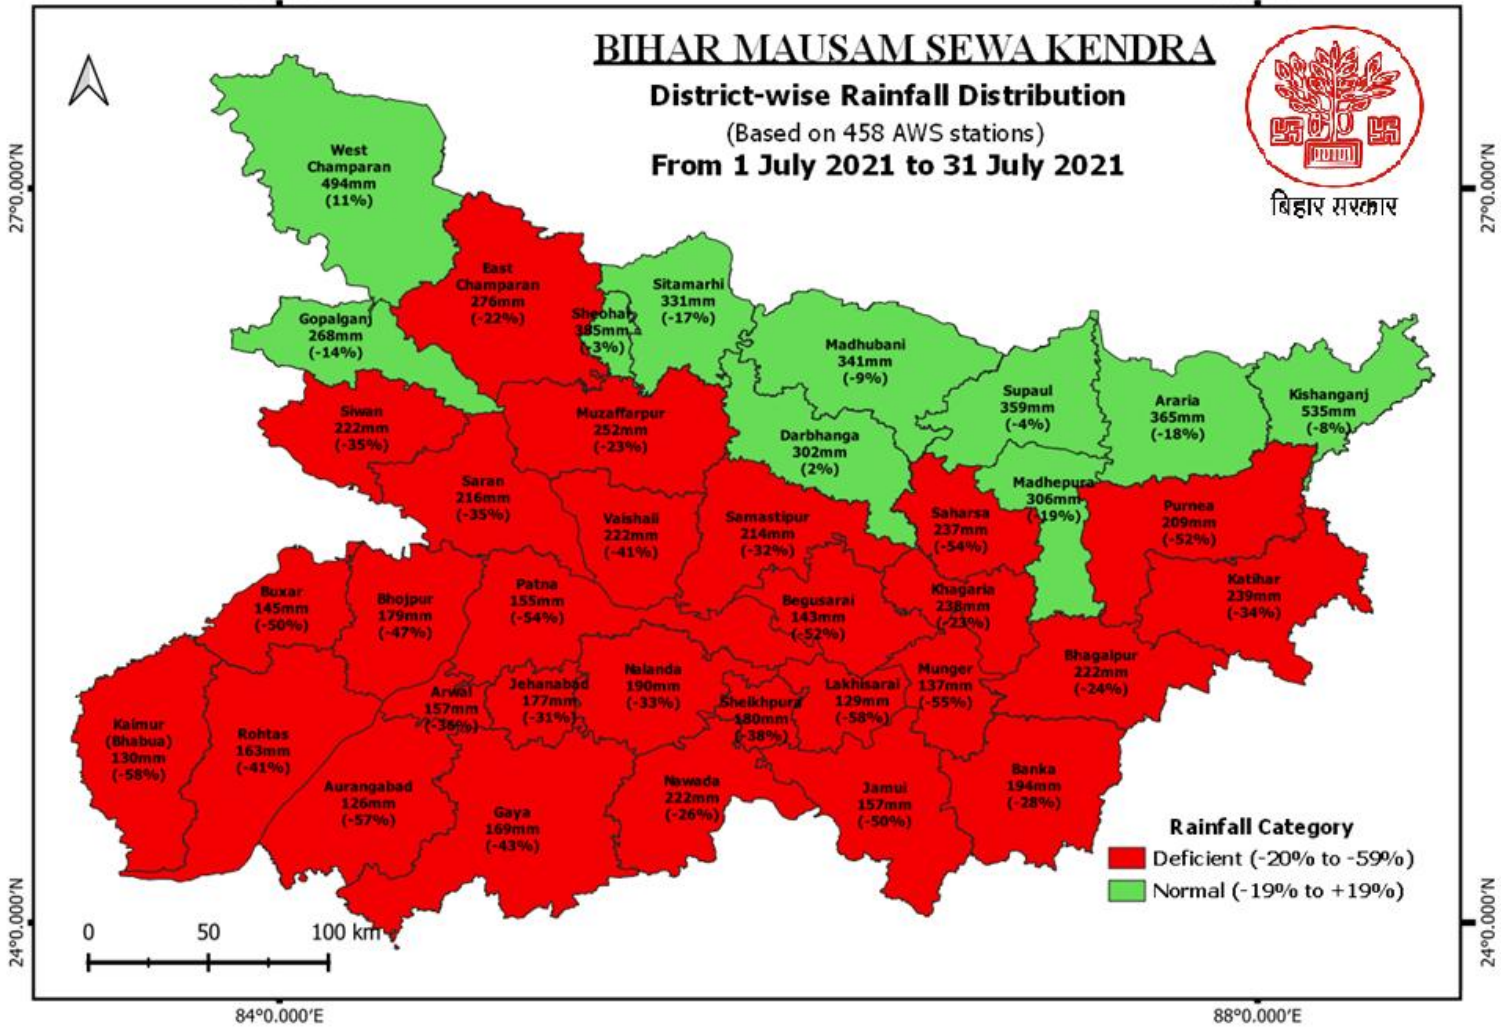 BIHAR MAUSAM SEWA KENDRA
District-wise Rainfall Distribution
(Based on 458 AWS stations)
From 1 July 2021 to 31 July 2021
बिहार सरकार
27°0.000'N
27°0.000'N
West
Champaran
494mm
(11%)
East
Champaran
276mm
(-22%)
Gopalganj
268mm
(-14%)
Sheohar
385mm
(-3%)
Sitamarhi
331mm
(-17%)
Madhubani
341mm
(-9%)
Supaul
359mm
(-4%)
Araria
365mm
(-18%)
Kishanganj
535mm
(-8%)
Siwan
222mm
(-35%)
Muzaffarpur
252mm
(-23%)
Darbhanga
302mm
(2%)
Saran
216mm
(-35%)
Vaishali
222mm
(-41%)
Samastipur
214mm
(-32%)
Saharsa
237mm
(-54%)
Madhepura
306mm
(-19%)
Purnea
209mm
(-52%)
Katihar
239mm
(-34%)
Buxar
145mm
(-50%)
Bhojpur
179mm
(-47%)
Patna
155mm
(-54%)
Begusarai
143mm
(-52%)
Khagaria
238mm
(-23%)
Bhagalpur
222mm
(-24%)
Kaimur
(Bhabua)
130mm
(-58%)
Rohtas
163mm
(-41%)
Arwal
157mm
(-36%)
Jehanabad
177mm
(-31%)
Nalanda
190mm
(-33%)
Sheikhpura
180mm
(-38%)
Lakhisarai
129mm
(-58%)
Munger
137mm
(-55%)
Aurangabad
126mm
(-57%)
Gaya
169mm
(-43%)
Nawada
222mm
(-26%)
Jamui
157mm
(-50%)
Banka
194mm
(-28%)
Rainfall Category
Deficient (-20% to -59%)
Normal (-19% to +19%)
0 50 100 km
24°0.000'N
24°0.000'N
84°0.000'E
88°0.000'E